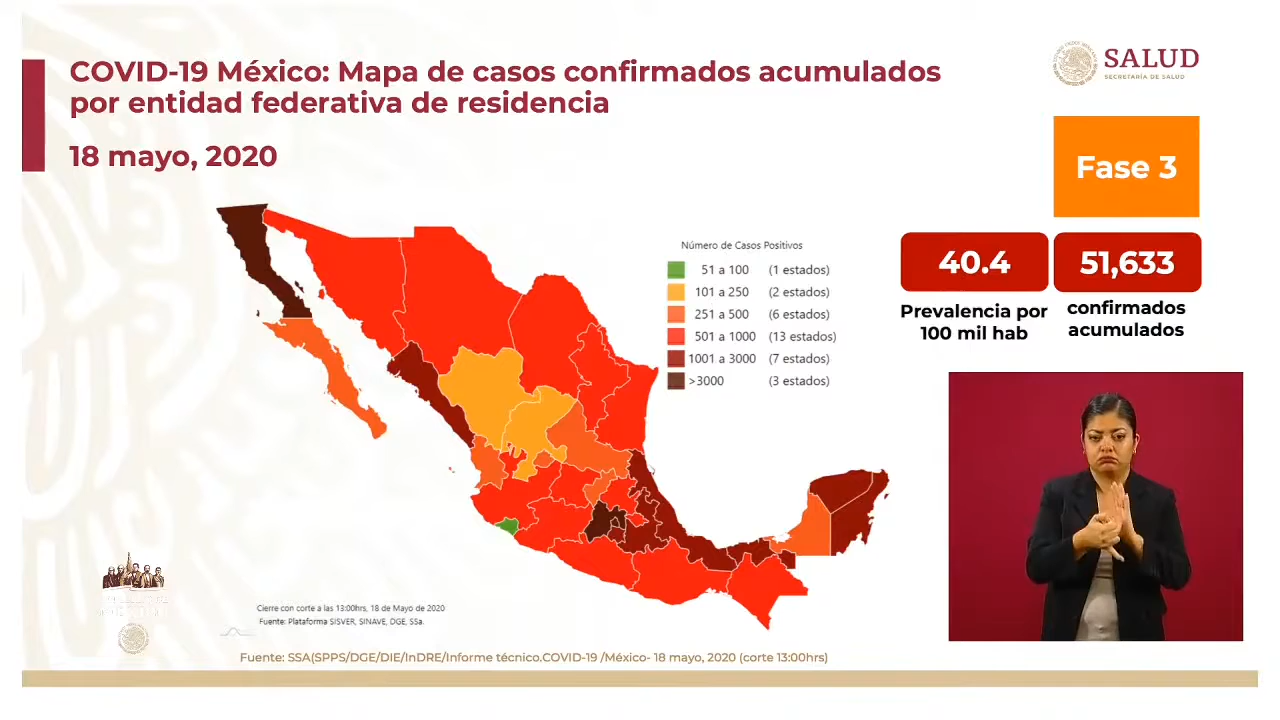 COVID-19 México: Mapa de casos confirmados acumulados
por entidad federativa de residencia
18 mayo, 2020
SALUD
SECRETARÍA DE SALUD
Fase 3
40.4
51,633
Prevalencia por
100 mil hab
confirmados
acumulados
Número de Casos Positivos
51 a 100 (1 estados)
101 a 250 (2 estados)
251 a 500 (6 estados)
501 a 1000 (13 estados)
1001 a 3000 (7 estados)
>3000 (3 estados)
Cierre con corte a las 13:00hrs, 18 de Mayo de 2020
Fuente: Plataforma SISVER, SINAVE, DGE, SSa.
Fuente: SSA(SPPS/DGE/DIE/InDRE/Informe técnico.COVID-19 /México- 18 mayo, 2020 (corte 13:00hrs)